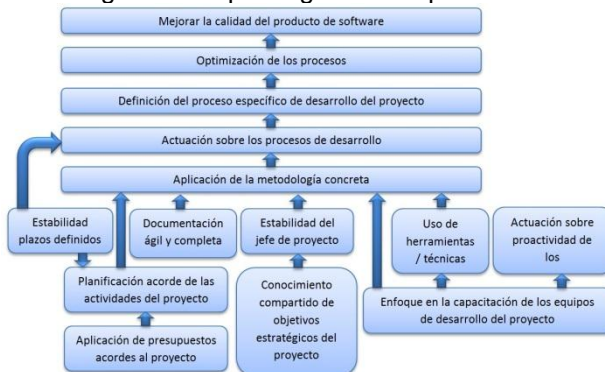 Mejorar la calidad del producto de software
Optimización de los procesos
Definición del proceso específico de desarrollo del proyecto
Actuación sobre los procesos de desarrollo
Aplicación de la metodología concreta
Estabilidad
plazos definidos
Documentación
ágil y completa
Estabilidad del
jefe de proyecto
Uso de
herramientas
/ técnicas
Actuación sobre
proactividad de
los
Planificación acorde de las
actividades del proyecto
Conocimiento
compartido de
objetivos
estratégicos del
proyecto
Enfoque en la capacitación de los equipos
de desarrollo del proyecto
Aplicación de presupuestos
acordes al proyecto